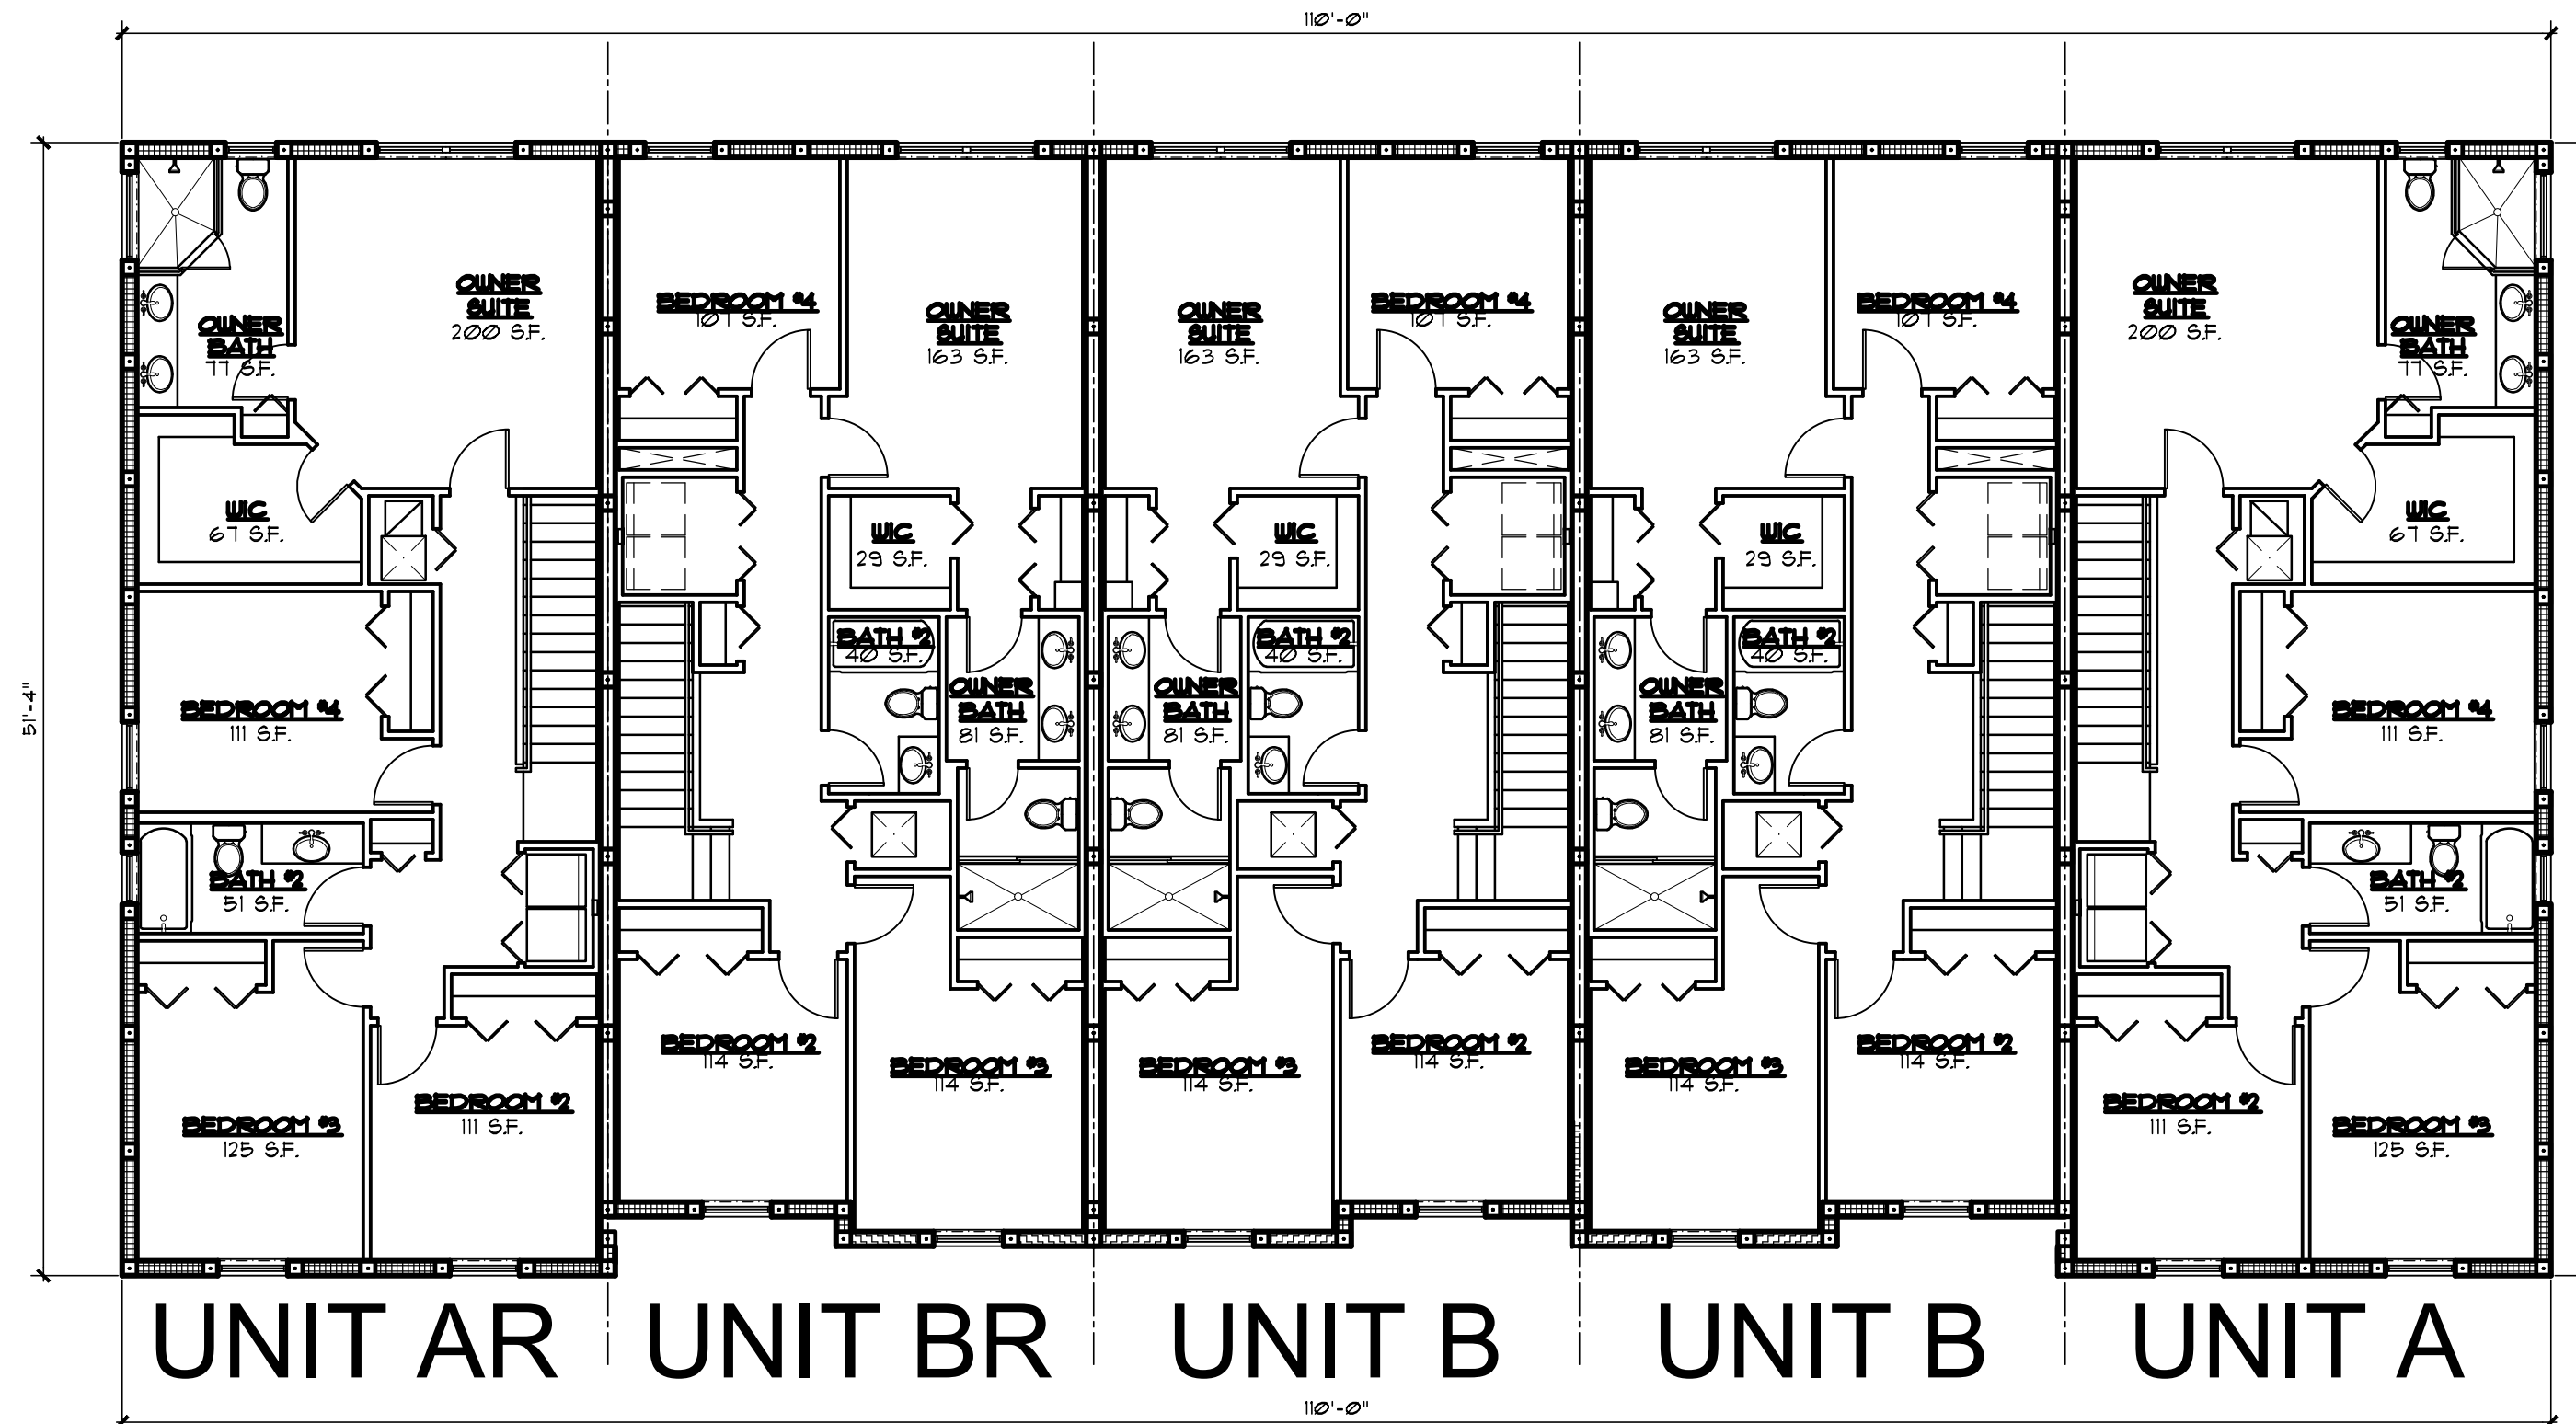 110'-0"
51'-4"
OWNER
SUITE
200 S.F.
OWNER
BATH
77 S.F.
WIC
67 S.F.
BEDROOM #4
111 S.F.
BATH #2
51 S.F.
BEDROOM #3
125 S.F.
BEDROOM #2
111 S.F.
BEDROOM #4
107 S.F.
OWNER
SUITE
163 S.F.
WIC
29 S.F.
BATH #2
40 S.F.
OWNER
BATH
81 S.F.
BEDROOM #2
114 S.F.
BEDROOM #3
114 S.F.
OWNER
SUITE
163 S.F.
BEDROOM #4
107 S.F.
WIC
29 S.F.
BATH #2
40 S.F.
OWNER
BATH
81 S.F.
BEDROOM #3
114 S.F.
BEDROOM #2
114 S.F.
OWNER
SUITE
163 S.F.
BEDROOM #4
107 S.F.
WIC
29 S.F.
BATH #2
40 S.F.
OWNER
BATH
81 S.F.
BEDROOM #3
114 S.F.
BEDROOM #2
114 S.F.
OWNER
SUITE
200 S.F.
OWNER
BATH
77 S.F.
WIC
67 S.F.
BEDROOM #4
111 S.F.
BATH #2
51 S.F.
BEDROOM #2
111 S.F.
BEDROOM #3
125 S.F.
UNIT AR
UNIT BR
UNIT B
UNIT B
UNIT A
110'-0"